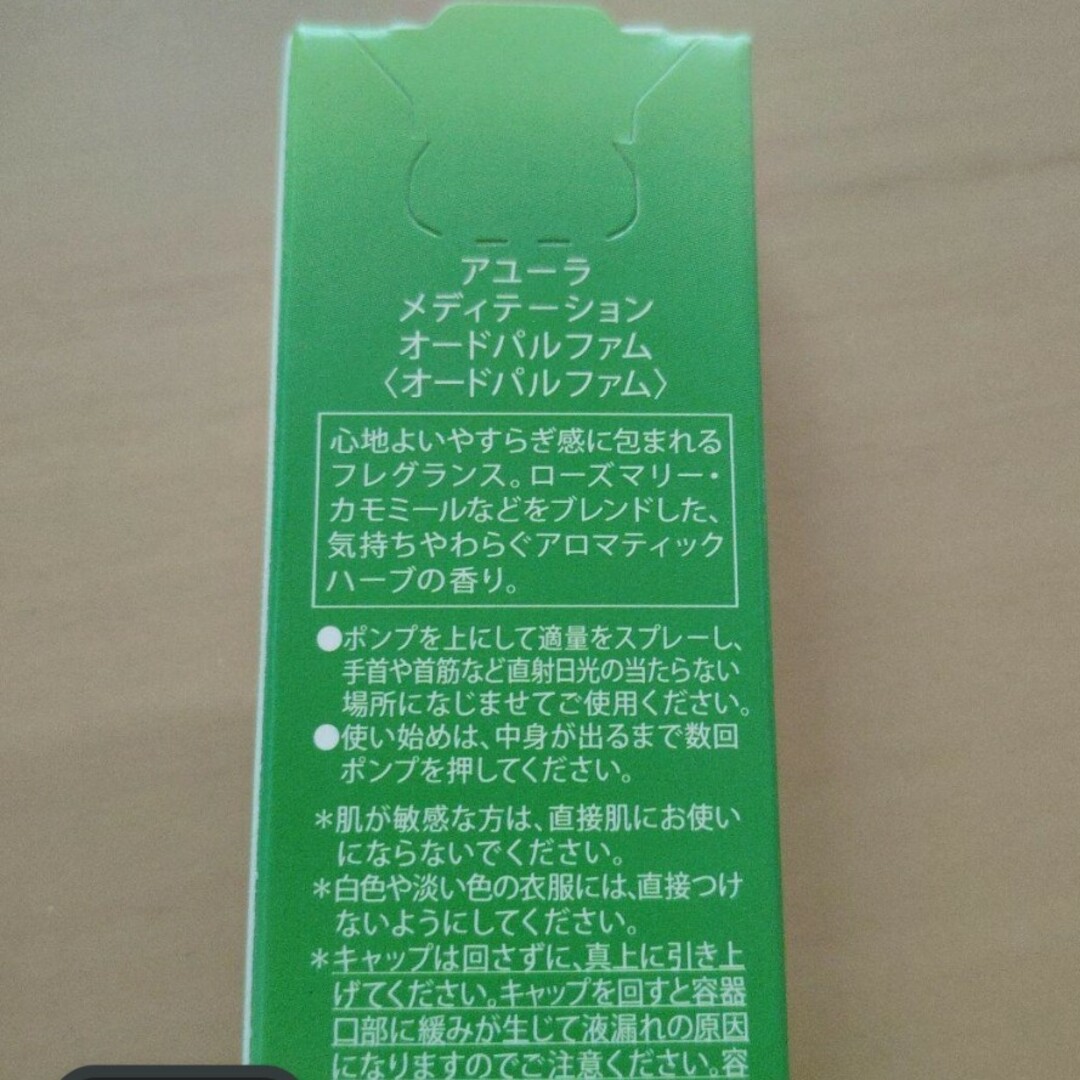 アユーラ
メディテーション
オードパルファム
〈オードパルファム〉
心地よいやすらぎ感に包まれる
フレグランス。ローズマリー・
カモミールなどをブレンドした、
気持ちやわらぐアロマティック
ハーブの香り。
●ポンプを上にして適量をスプレーし、
手首や首筋など直射日光の当たらない
場所になじませてご使用ください。
●使い始めは、中身が出るまで数回
ポンプを押してください。
＊肌が敏感な方は、直接肌にお使い
にならないでください。
＊白色や淡い色の衣服には、直接つけ
ないようにしてください。
＊キャップは回さずに、真上に引き上
げてください。キャップを回すと容器
口部に緩みが生じて液漏れの原因
になりますのでご注意ください。容